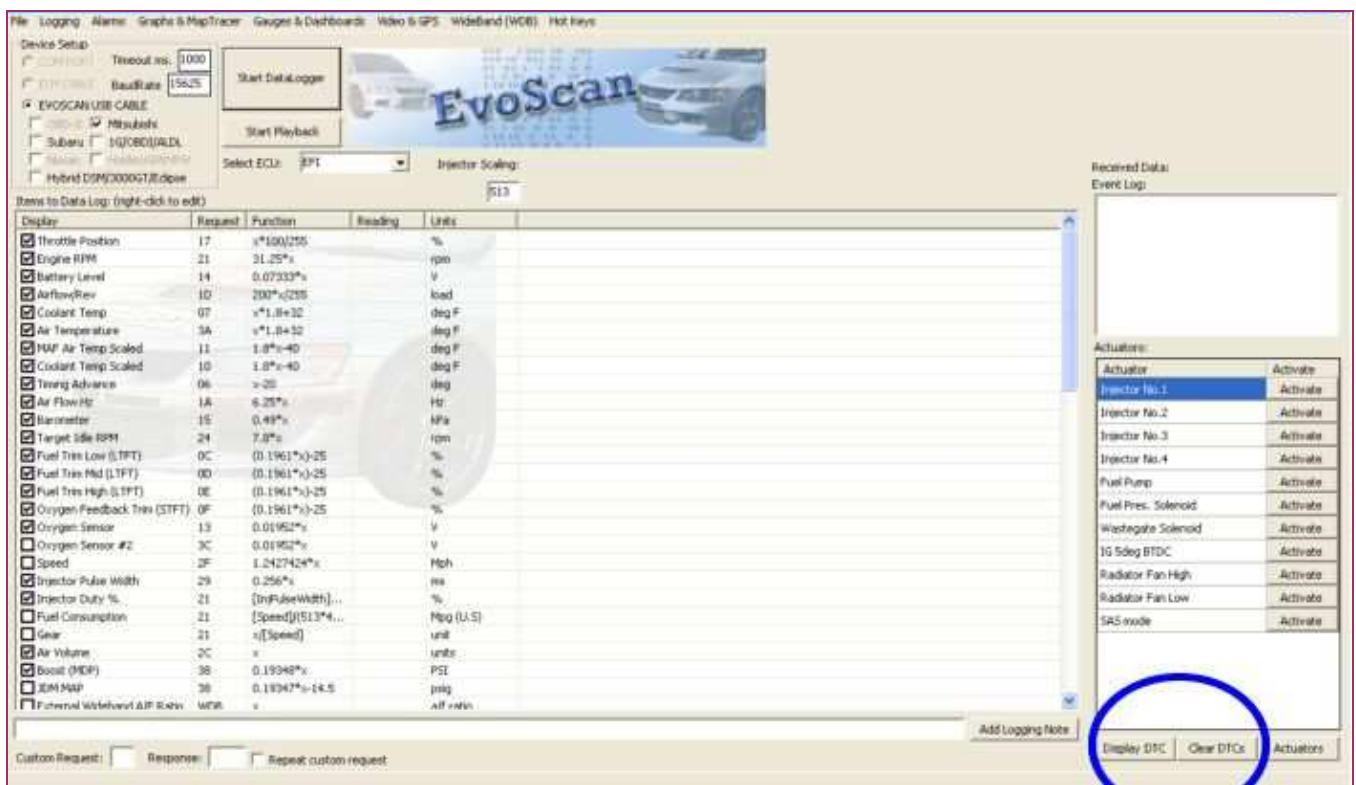 File Logging Alarms Graphs & MapTracer Gauges & Dashboards Video & GPS WideBand (WDB) Hot Keys
Device Setup
Timeout ms. 1000
BaudRate 15625
EVOSCAN USB CABLE
Mitsubishi
Subaru 1G/OBDI/ALDL
Hybrid DSM/3000GT/Eclipse
Start DataLogger
Start Playback
EvoScan
Select ECU: EFI
Injector Scaling:
513
Items to Data Log: (right-click to edit)
Display Request Function Reading Units
Throttle Position 17 x*100/255 %
Engine RPM 21 31.25*x rpm
Battery Level 14 0.07333*x V
Airflow/Rev 1D 200*x/255 load
Coolant Temp 07 x*1.8+32 deg F
Air Temperature 3A x*1.8+32 deg F
MAF Air Temp Scaled 11 1.8*x-40 deg F
Coolant Temp Scaled 10 1.8*x-40 deg F
Timing Advance 06 x-20 deg
Air Flow Hz 1A 6.25*x Hz
Barometer 15 0.49*x kPa
Target Idle RPM 24 7.8*x rpm
Fuel Trim Low (LTFT) 0C (0.1961*x)-25 %
Fuel Trim Mid (LTFT) 0D (0.1961*x)-25 %
Fuel Trim High (LTFT) 0E (0.1961*x)-25 %
Oxygen Feedback Trim (STFT) 0F (0.1961*x)-25 %
Oxygen Sensor 13 0.01952*x V
Oxygen Sensor #2 3C 0.01952*x V
Speed 2F 1.2427424*x Mph
Injector Pulse Width 29 0.256*x ms
Injector Duty % 21 [InjPulseWidth]... %
Fuel Consumption 21 [Speed]/(513*4... Mpg (U.S)
Gear 21 x/[Speed] unit
Air Volume 2C x units
Boost (MDP) 38 0.19348*x PSI
JDM MAP 38 0.19347*x-14.5 psig
External Wideband A/F Ratio WDB x a/f ratio
Add Logging Note
Custom Request: Response: Repeat custom request
Received Data:
Event Log:
Actuators:
Actuator Activate
Injector No.1 Activate
Injector No.2 Activate
Injector No.3 Activate
Injector No.4 Activate
Fuel Pump Activate
Fuel Pres. Solenoid Activate
Wastegate Solenoid Activate
IG 5deg BTDC Activate
Radiator Fan High Activate
Radiator Fan Low Activate
SAS mode Activate
Display DTC Clear DTCs Actuators